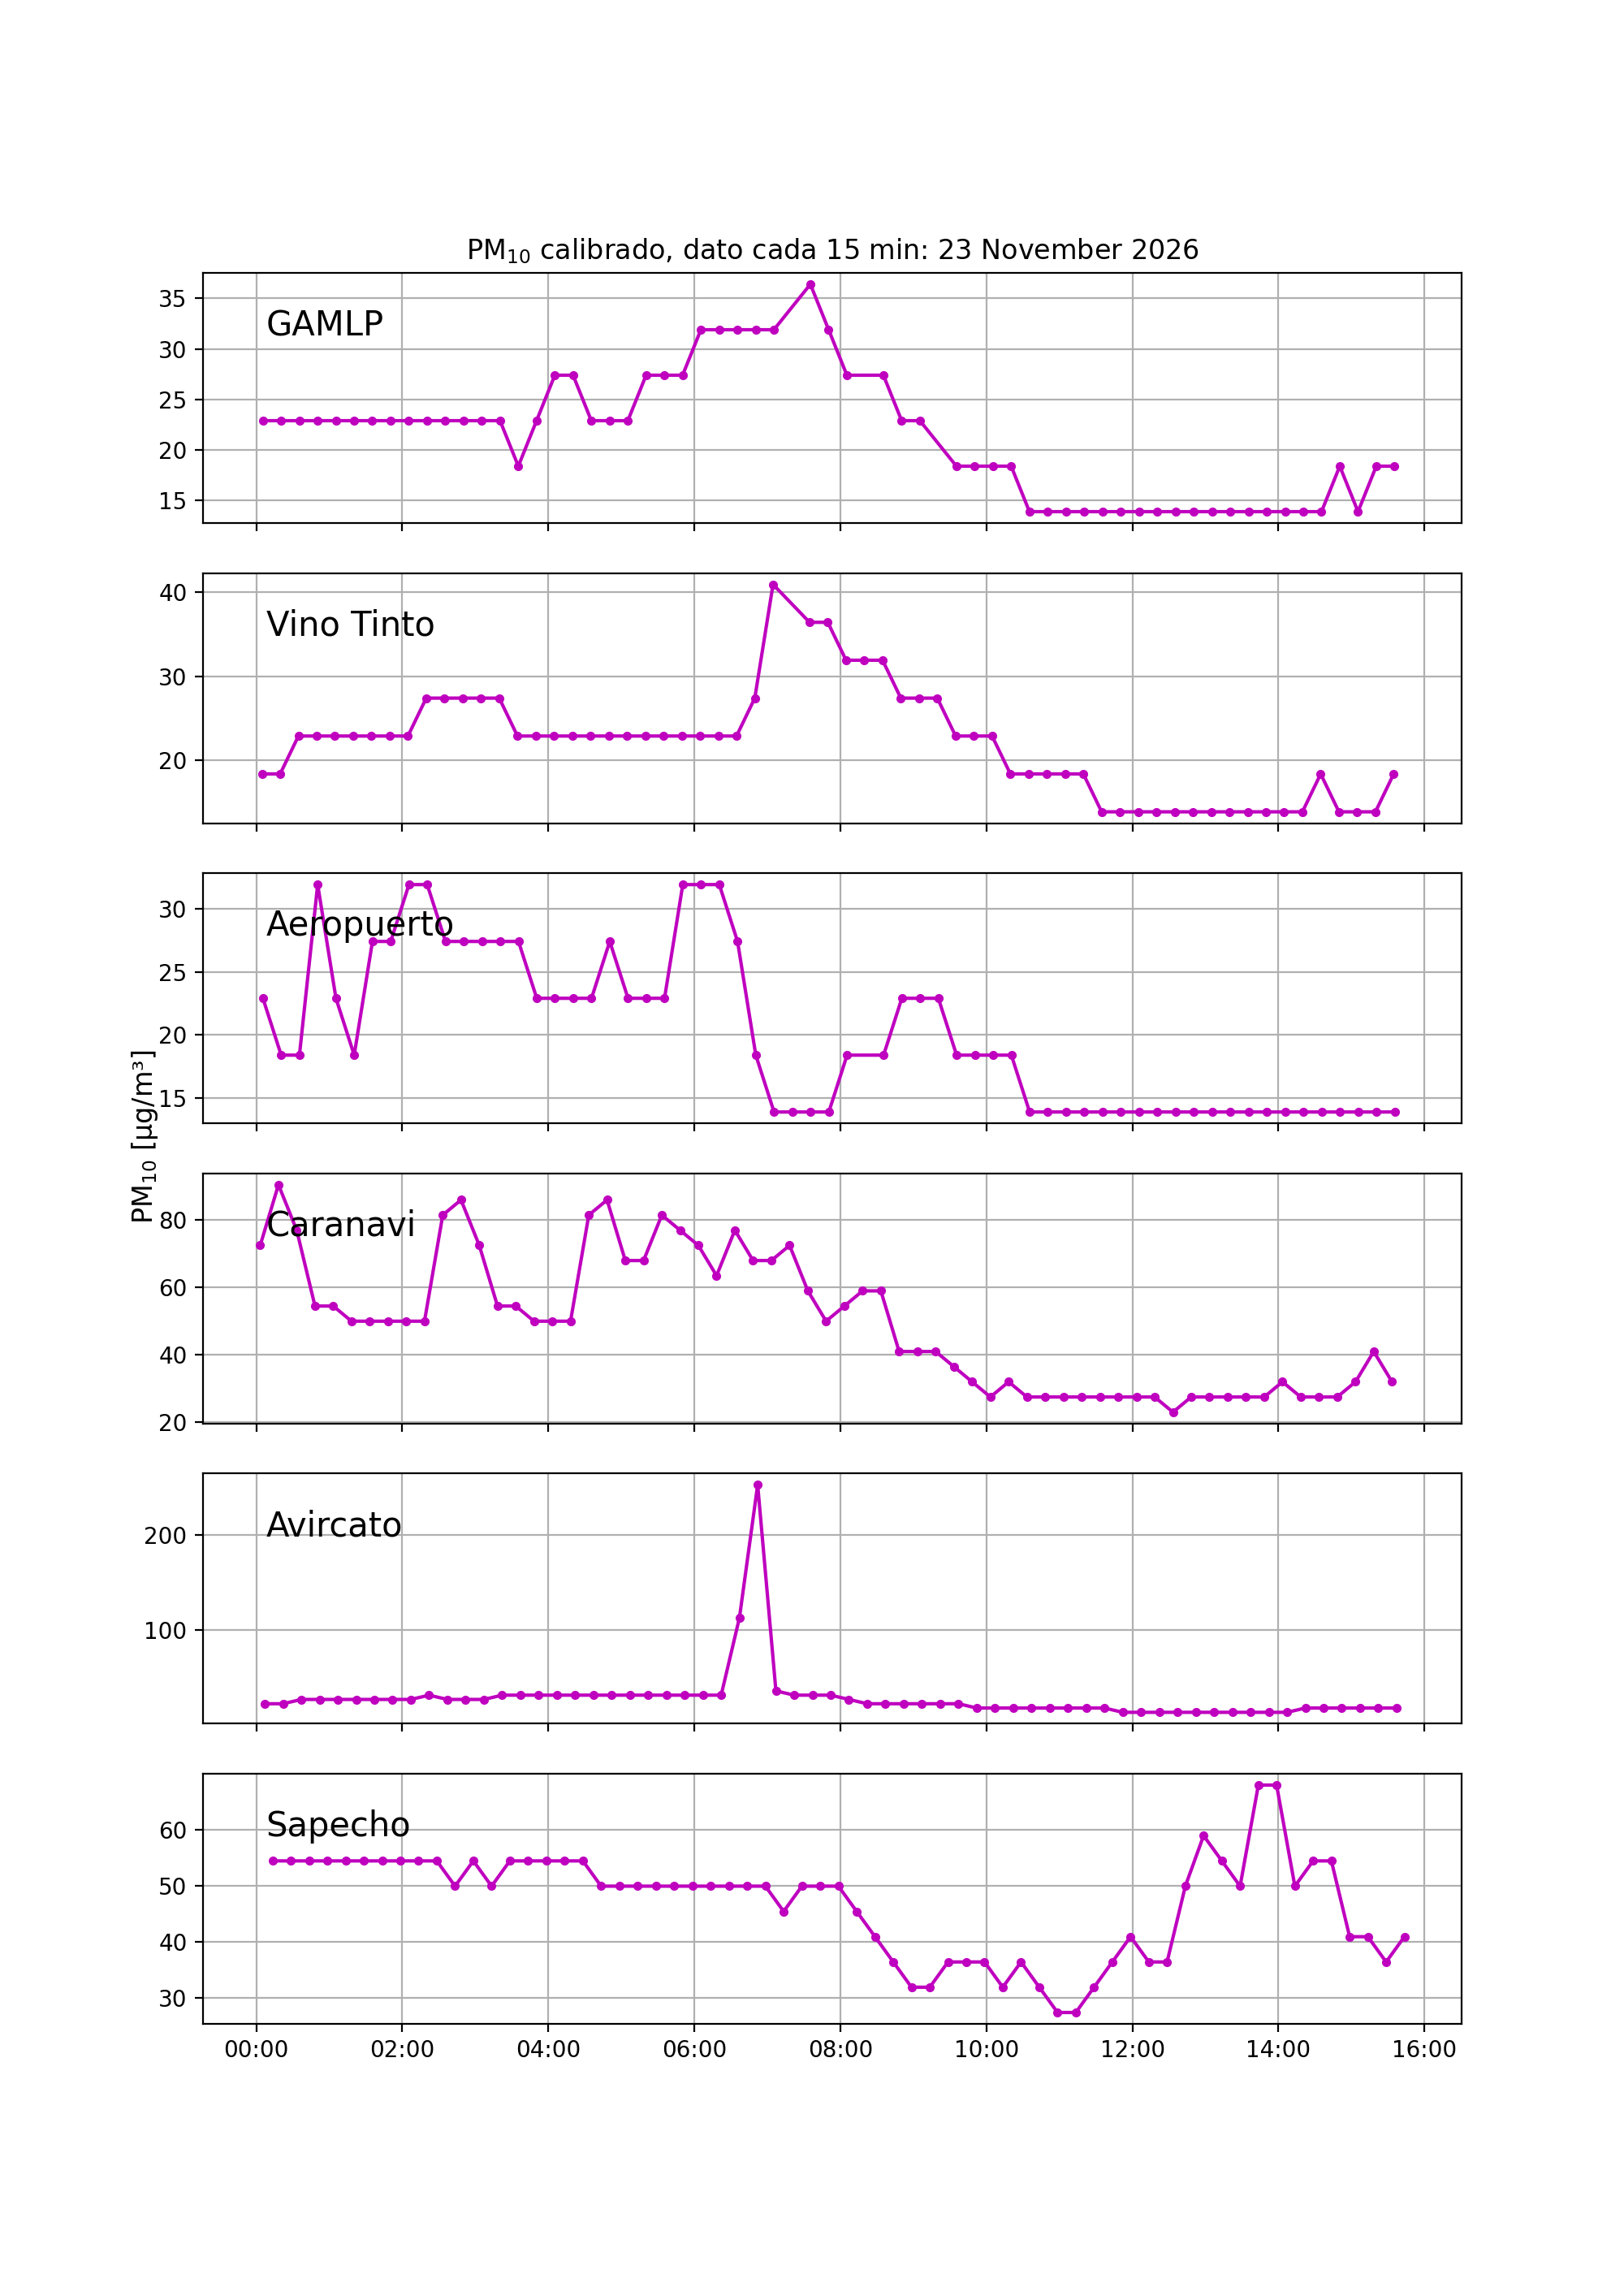 PM₁₀ calibrado, dato cada 15 min: 23 November 2026
35
30
25
20
15
GAMLP
40
30
20
Vino Tinto
30
25
20
15
Aeropuerto
PM₁₀ [µg/m³]
80
60
40
20
Caranavi
200
100
Avircato
60
50
40
30
Sapecho
00:00 02:00 04:00 06:00 08:00 10:00 12:00 14:00 16:00